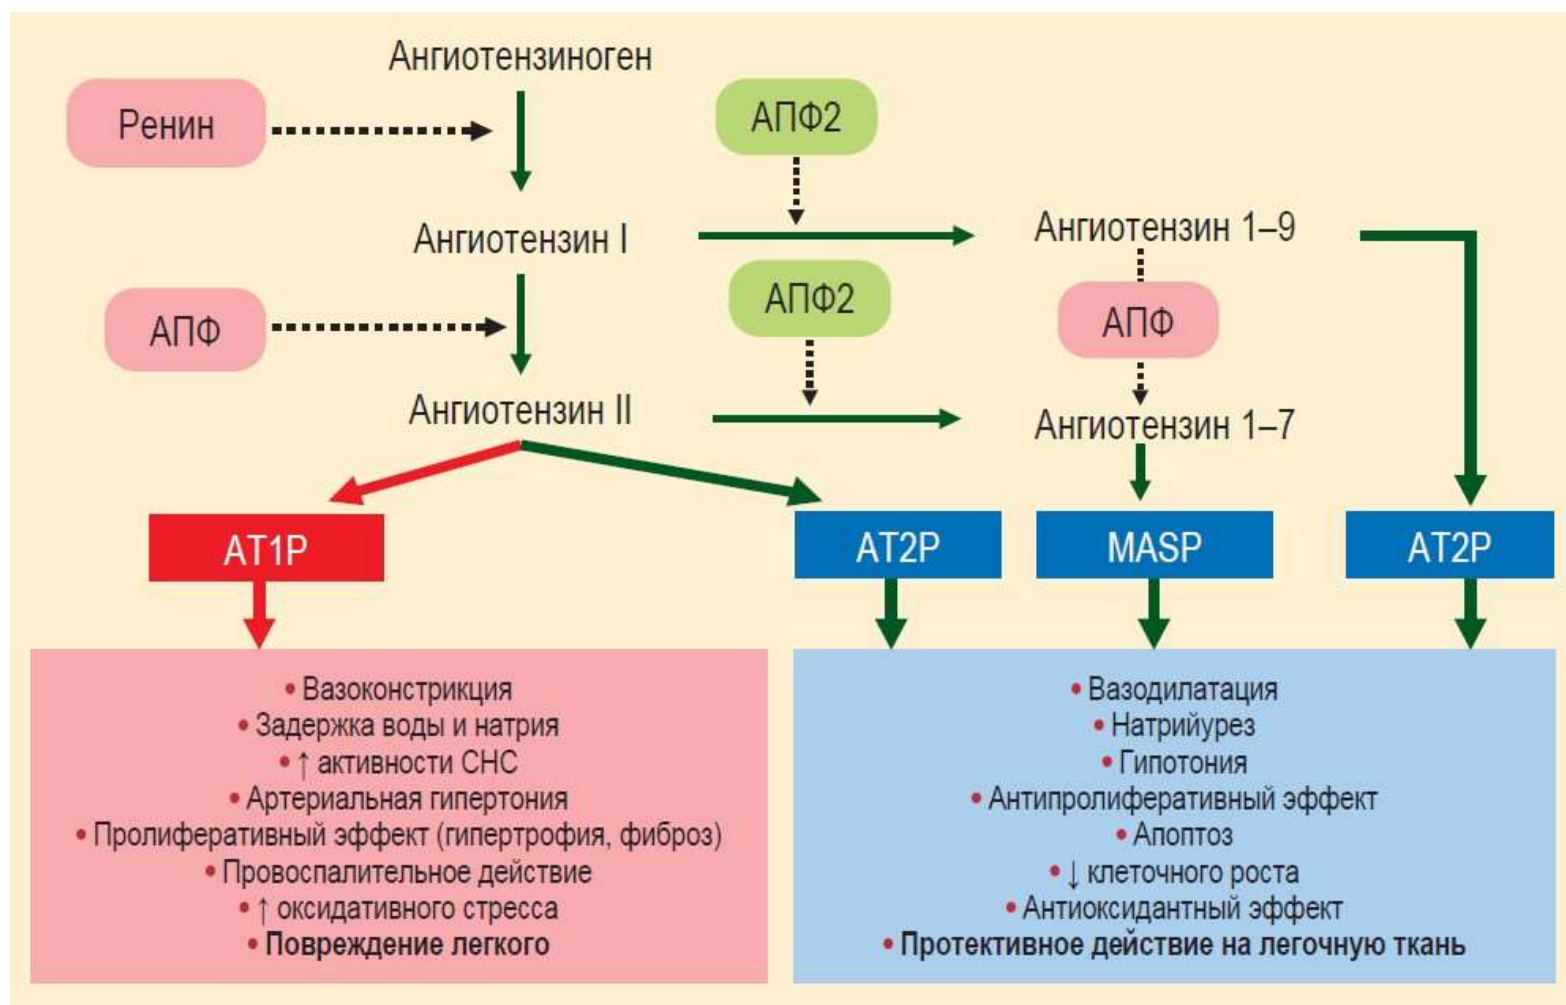 Ангиотензиноген
Ренин
АПФ2
Ангиотензин I
Ангиотензин 1–9
АПФ
АПФ2
АПФ
Ангиотензин II
Ангиотензин 1–7
АТ1Р
АТ2Р
MASP
АТ2Р
• Вазоконстрикция
• Задержка воды и натрия
• ↑ активности СНС
• Артериальная гипертония
• Пролиферативный эффект (гипертрофия, фиброз)
• Провоспалительное действие
• ↑ оксидативного стресса
• Повреждение легкого
• Вазодилатация
• Натрийурез
• Гипотония
• Антипролиферативный эффект
• Апоптоз
• ↓ клеточного роста
• Антиоксидантный эффект
• Протективное действие на легочную ткань